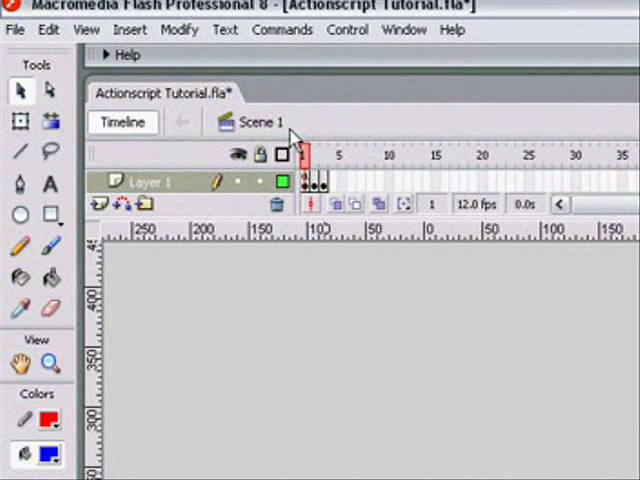 Macromedia Flash Professional 8 - [Actionscript Tutorial.fla*]
File Edit View Insert Modify Text Commands Control Window Help
Tools
Help
Actionscript Tutorial.fla*
Timeline
Scene 1
1 5 10 15 20 25 30 35
Layer 1
1 12.0 fps 0.0s
250 200 150 100 50 0 50 100 150
400
350
300
View
Colors